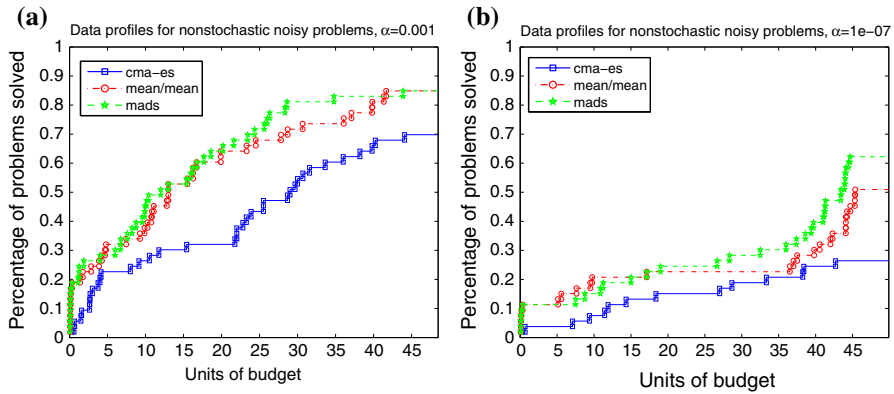 (a)
Data profiles for nonstochastic noisy problems, α=0.001
1
0.9
0.8
0.7
0.6
0.5
0.4
0.3
0.2
0.1
0
Percentage of problems solved
cma-es
mean/mean
mads
0 5 10 15 20 25 30 35 40 45
Units of budget
(b)
Data profiles for nonstochastic noisy problems, α=1e-07
1
0.9
0.8
0.7
0.6
0.5
0.4
0.3
0.2
0.1
0
Percentage of problems solved
cma-es
mean/mean
mads
0 5 10 15 20 25 30 35 40 45
Units of budget